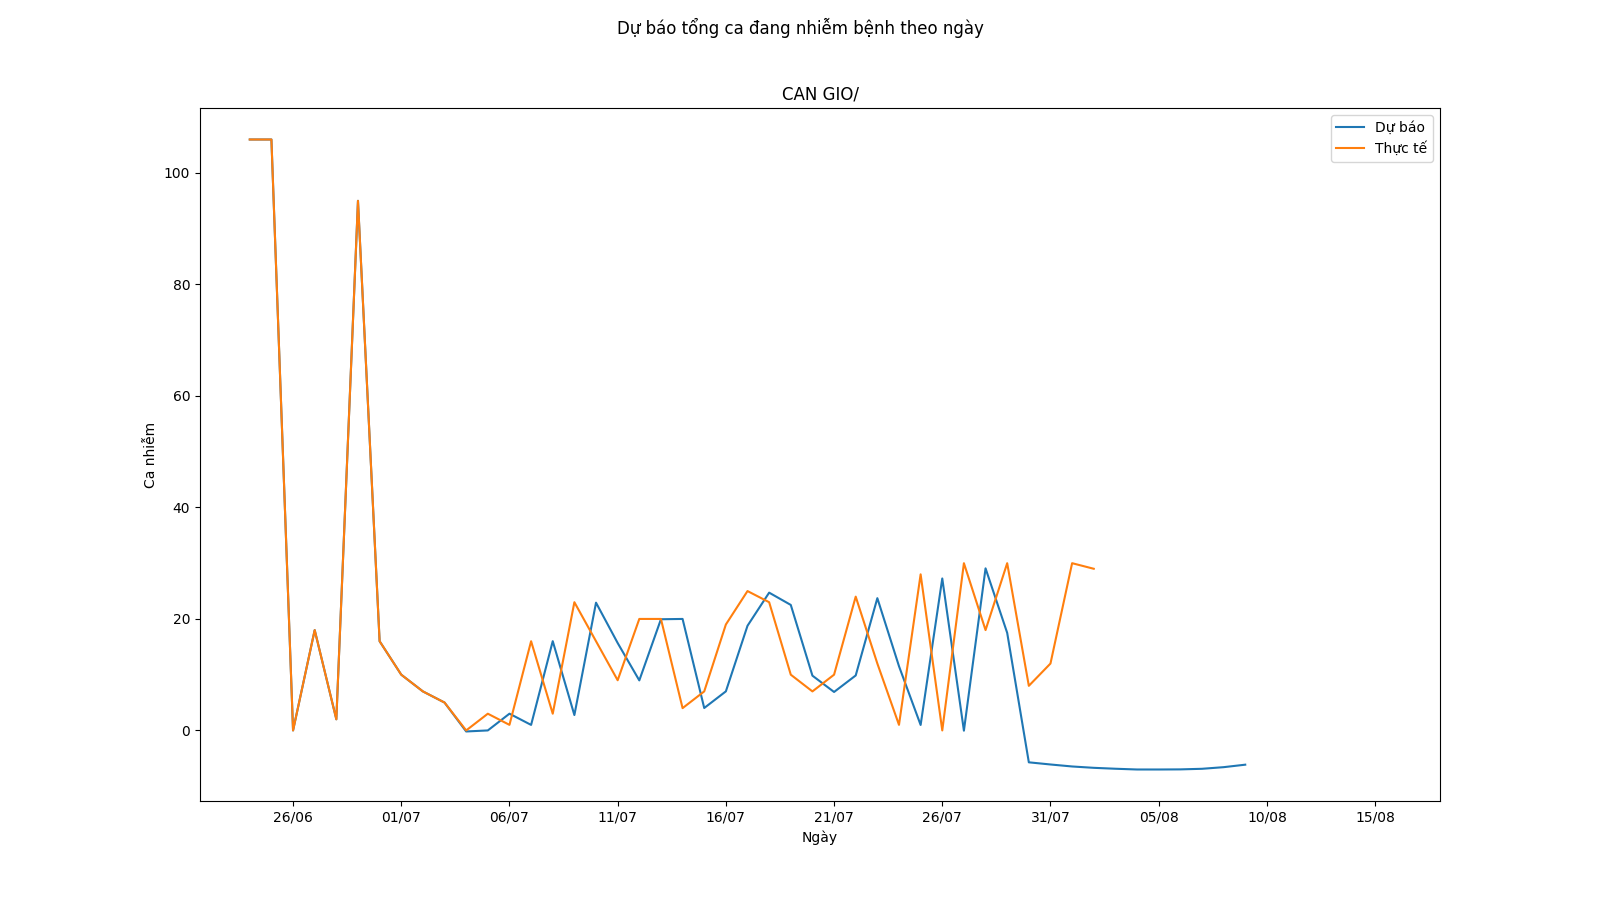 Dự báo tổng ca đang nhiễm bệnh theo ngày
CAN GIO/
Dự báo
Thực tế
100
80
60
40
20
0
Ca nhiễm
26/06 01/07 06/07 11/07 16/07 21/07 26/07 31/07 05/08 10/08 15/08
Ngày